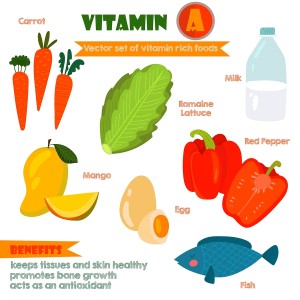 Carrot
VITAMIN A
Vector set of vitamin rich foods
Milk
Romaine
Lattuce
Red Pepper
Mango
Egg
Fish
BENEFITS
keeps tissues and skin healthy
promotes bone growth
acts as an antioxidant